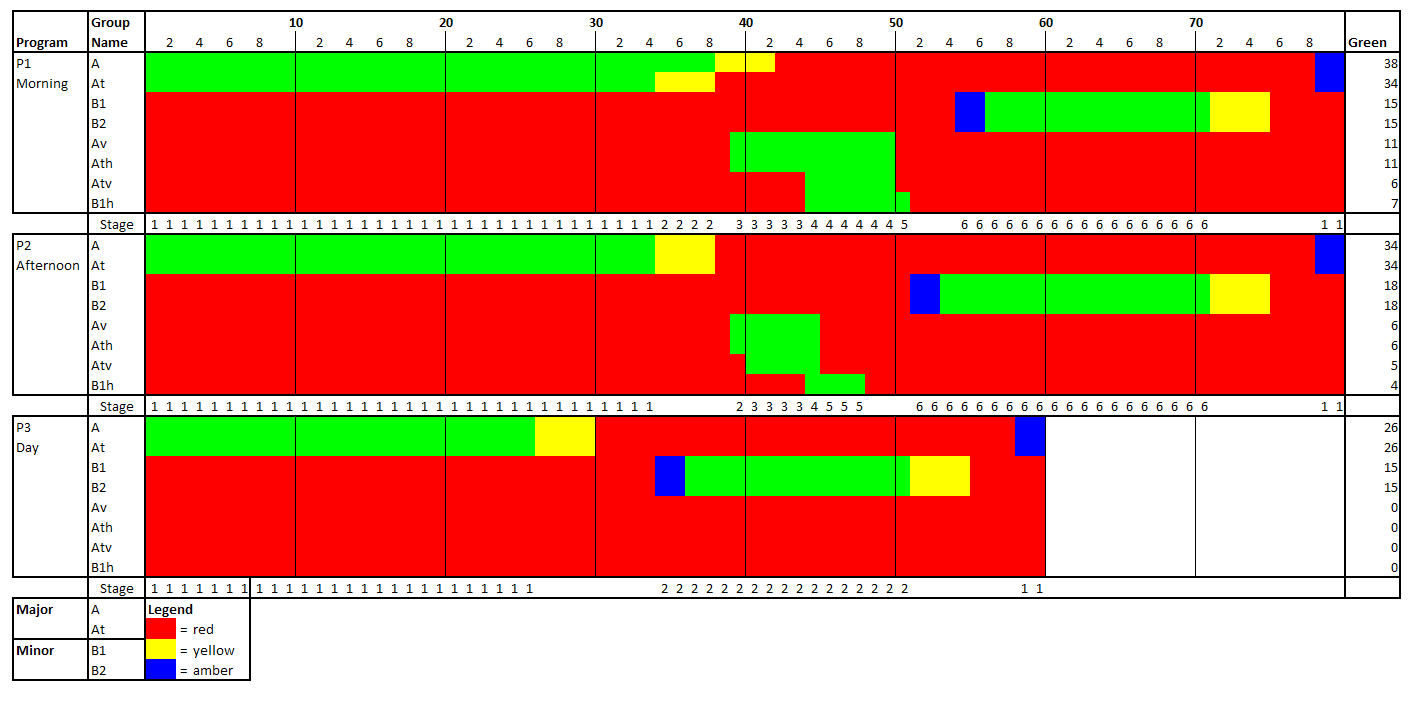 Group 10 20 30 40 50 60 70
Program Name 2 4 6 8 2 4 6 8 2 4 6 8 2 4 6 8 2 4 6 8 2 4 6 8 2 4 6 8 2 4 6 8 Green
P1 A 38
Morning At 34
B1 15
B2 15
Av 11
Ath 11
Atv 6
B1h 7
Stage 1 1 1 1 1 1 1 1 1 1 1 1 1 1 1 1 1 1 1 1 1 1 1 1 1 1 1 1 1 1 1 1 1 1 2 2 2 2 3 3 3 3 3 4 4 4 4 4 4 5 6 6 6 6 6 6 6 6 6 6 6 6 6 6 6 6 6 1 1
P2 A 34
Afternoon At 34
B1 18
B2 18
Av 6
Ath 6
Atv 5
B1h 4
Stage 1 1 1 1 1 1 1 1 1 1 1 1 1 1 1 1 1 1 1 1 1 1 1 1 1 1 1 1 1 1 1 1 1 1 2 3 3 3 3 4 5 5 5 6 6 6 6 6 6 6 6 6 6 6 6 6 6 6 6 6 6 6 6 1 1
P3 A 26
Day At 26
B1 15
B2 15
Av 0
Ath 0
Atv 0
B1h 0
Stage 1 1 1 1 1 1 1 1 1 1 1 1 1 1 1 1 1 1 1 1 1 1 1 1 1 1 2 2 2 2 2 2 2 2 2 2 2 2 2 2 2 2 2 1 1
Major A Legend
At = red
Minor B1 = yellow
B2 = amber